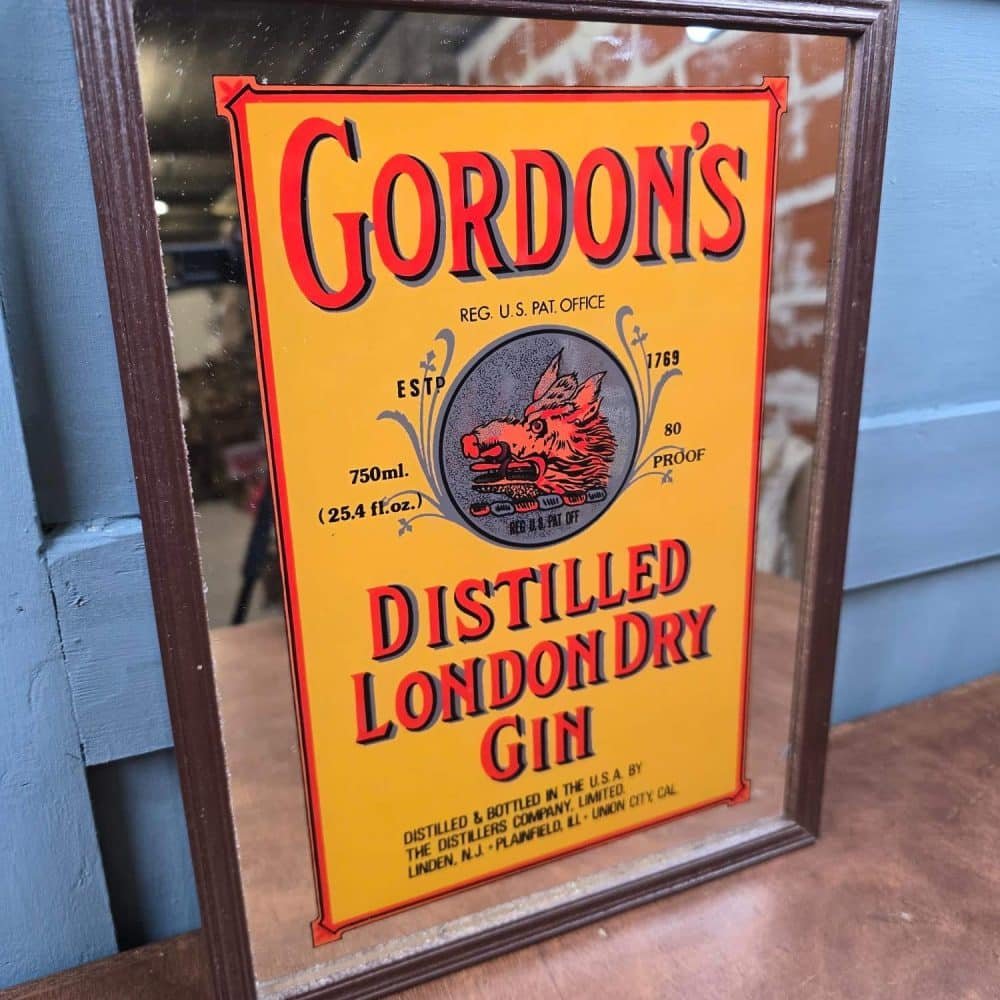 GORDON'S
REG. U.S. PAT. OFFICE
ESTD 1769
750ml. 80
(25.4 fl.oz.) PROOF
REG U.S. PAT OFF
DISTILLED
LONDON DRY
GIN
DISTILLED & BOTTLED IN THE U.S.A. BY
THE DISTILLERS COMPANY, LIMITED.
LINDEN, N.J. • PLAINFIELD, ILL • UNION CITY, CAL.